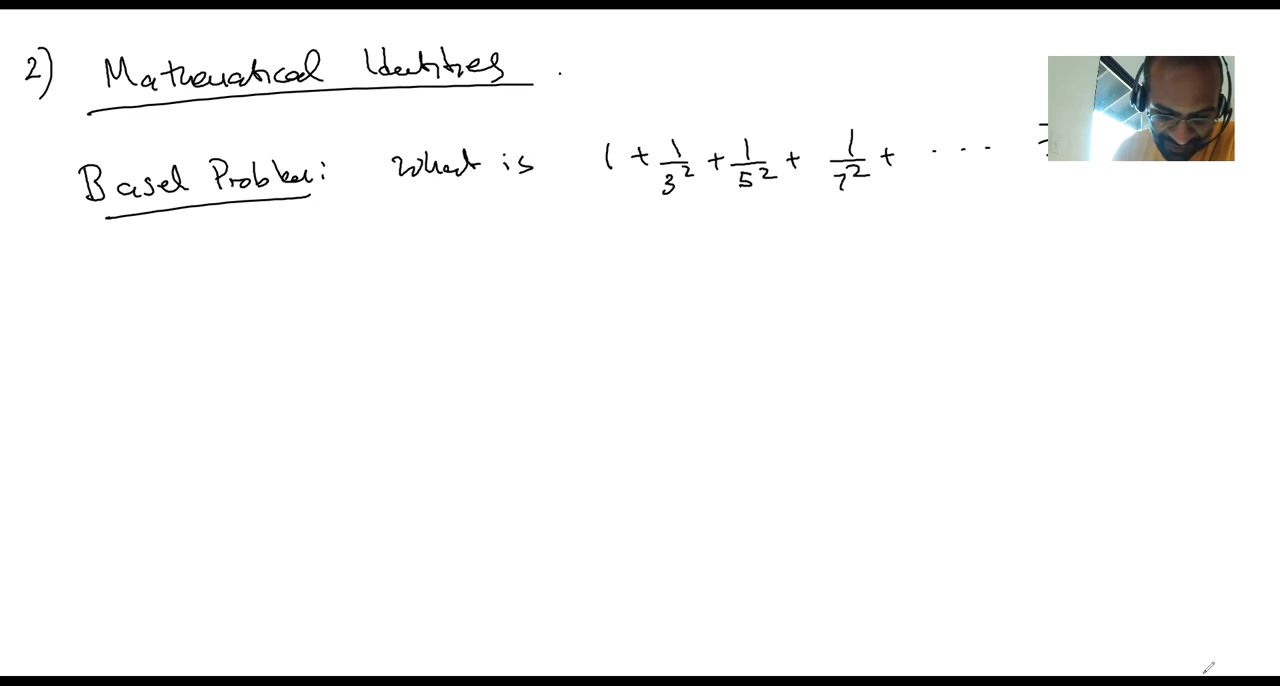 2) Mathematical Identities .
Basel Problem: What is 1 + 1/3² + 1/5² + 1/7² + ...